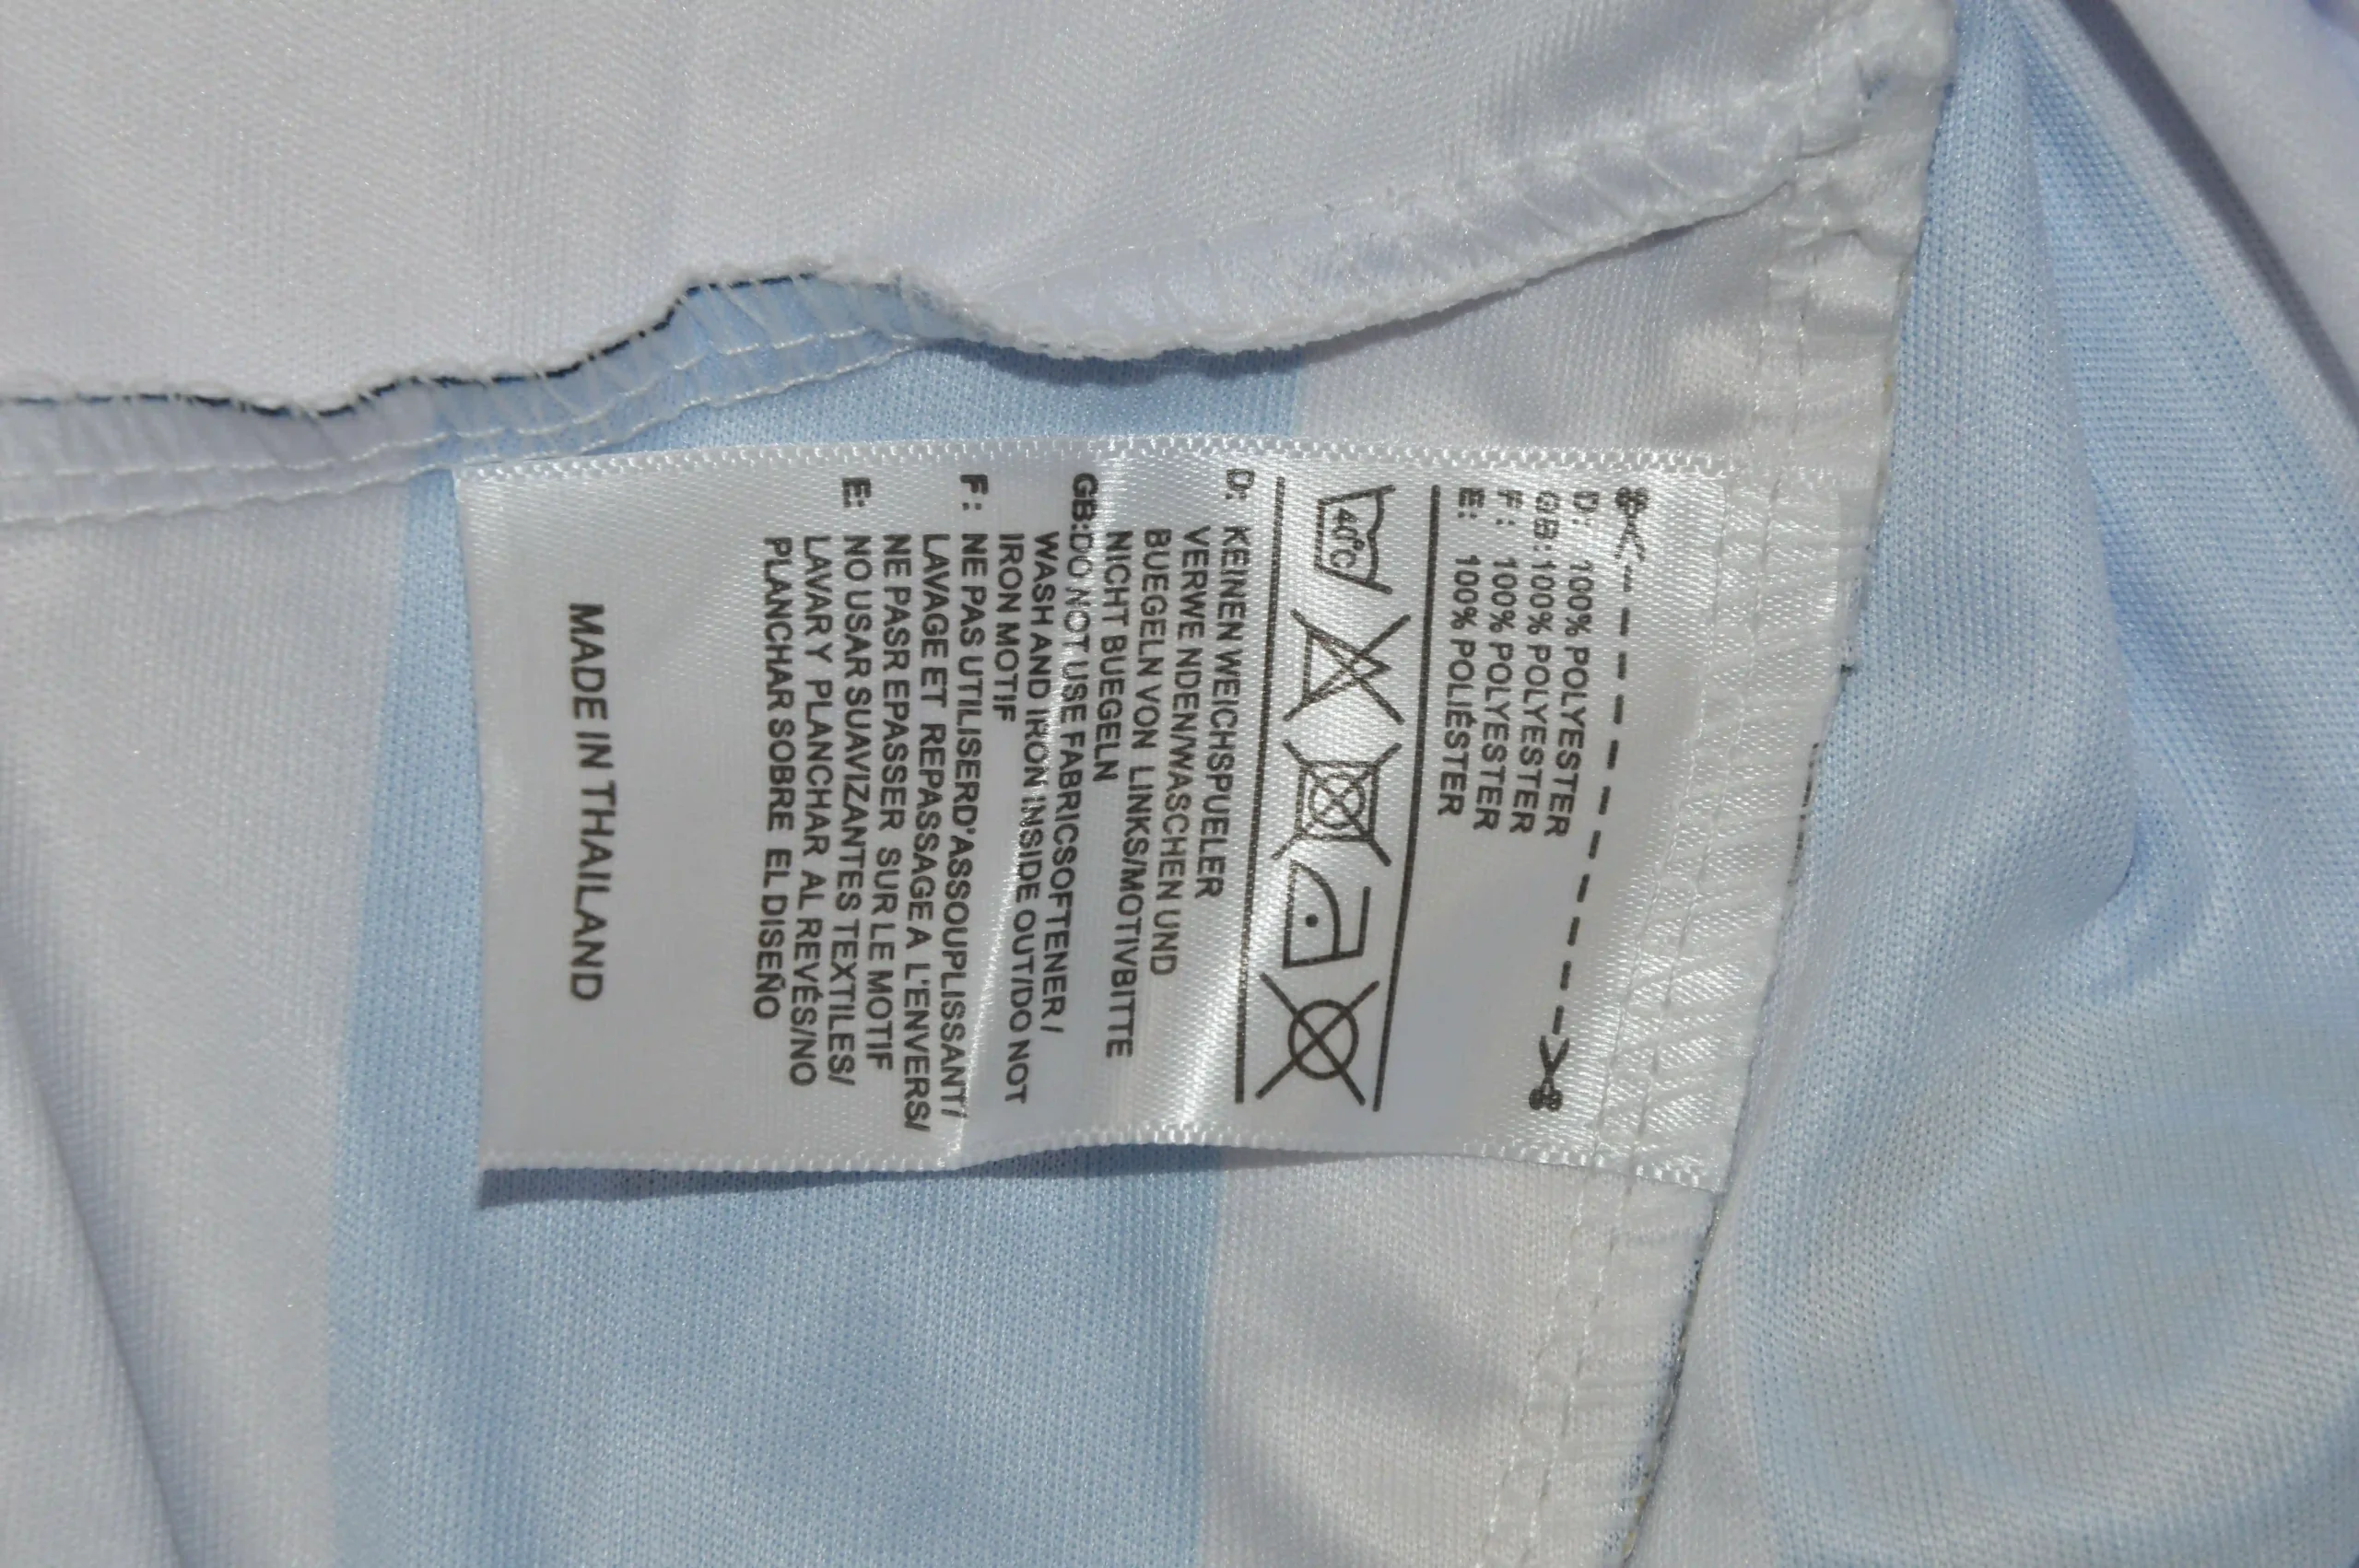 D: 100% POLYESTER
GB:100% POLYESTER
F: 100% POLYESTER
E: 100% POLIÉSTER
40°C
D: KEINEN WEICHSPUELER
VERWE NDEN/WASCHEN UND
BUEGELN VON LINKS/MOTIVBITTE
NICHT BUEGELN
GB:DO NOT USE FABRICSOFTENER/
WASH AND IRON INSIDE OUT/DO NOT
IRON MOTIF
F: NE PAS UTILISERD'ASSOUPLISSANT/
LAVAGE ET REPASSAGE A L'ENVERS/
NE PASR EPASSER SUR LE MOTIF
E: NO USAR SUAVIZANTES TEXTILES/
LAVAR Y PLANCHAR AL REVÉS/NO
PLANCHAR SOBRE EL DISEÑO
MADE IN THAILAND